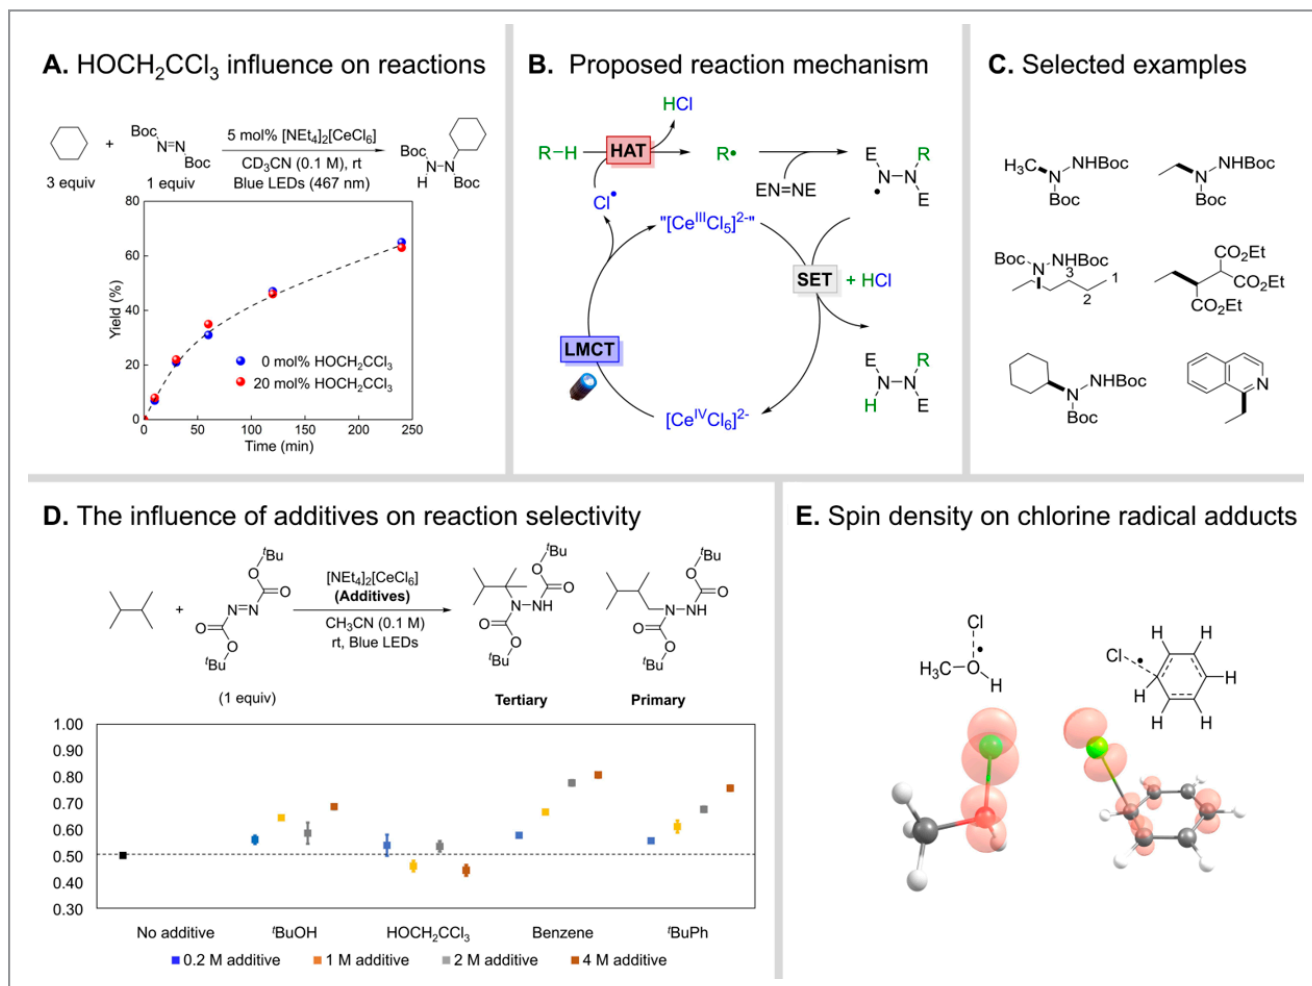 A. HOCH2CCl3 influence on reactions
3 equiv
+
Boc
N=N
Boc
1 equiv
5 mol% [NEt4]2[CeCl6]
CD3CN (0.1 M), rt
Blue LEDs (467 nm)
Boc
N-N
H
Boc
Yield (%)
80
60
40
20
0
0 mol% HOCH2CCl3
20 mol% HOCH2CCl3
0 50 100 150 200 250
Time (min)
B. Proposed reaction mechanism
HCl
R-H
HAT
R•
EN=NE
E
R
N-N
•
E
Cl•
"[CeIIICl5]2-"
SET
+ HCl
LMCT
[CeIVCl6]2-
E
R
N-N
H
E
C. Selected examples
H3C
N
NHBoc
Boc
N
NHBoc
Boc
Boc
N
NHBoc
3
1
2
CO2Et
CO2Et
CO2Et
CO2Et
N
NHBoc
Boc
N
D. The influence of additives on reaction selectivity
+
tBu
O
O
N=N
O
O
tBu
(1 equiv)
[NEt4]2[CeCl6]
(Additives)
CH3CN (0.1 M)
rt, Blue LEDs
tBu
O
O
N-NH
O
O
tBu
Tertiary
tBu
O
O
N-NH
O
O
tBu
Primary
1.00
0.90
0.80
0.70
0.60
0.50
0.40
0.30
No additive
tBuOH
HOCH2CCl3
Benzene
tBuPh
0.2 M additive
1 M additive
2 M additive
4 M additive
E. Spin density on chlorine radical adducts
Cl
•
H3C
O
H
Cl
•
H
H
H
H
H
H